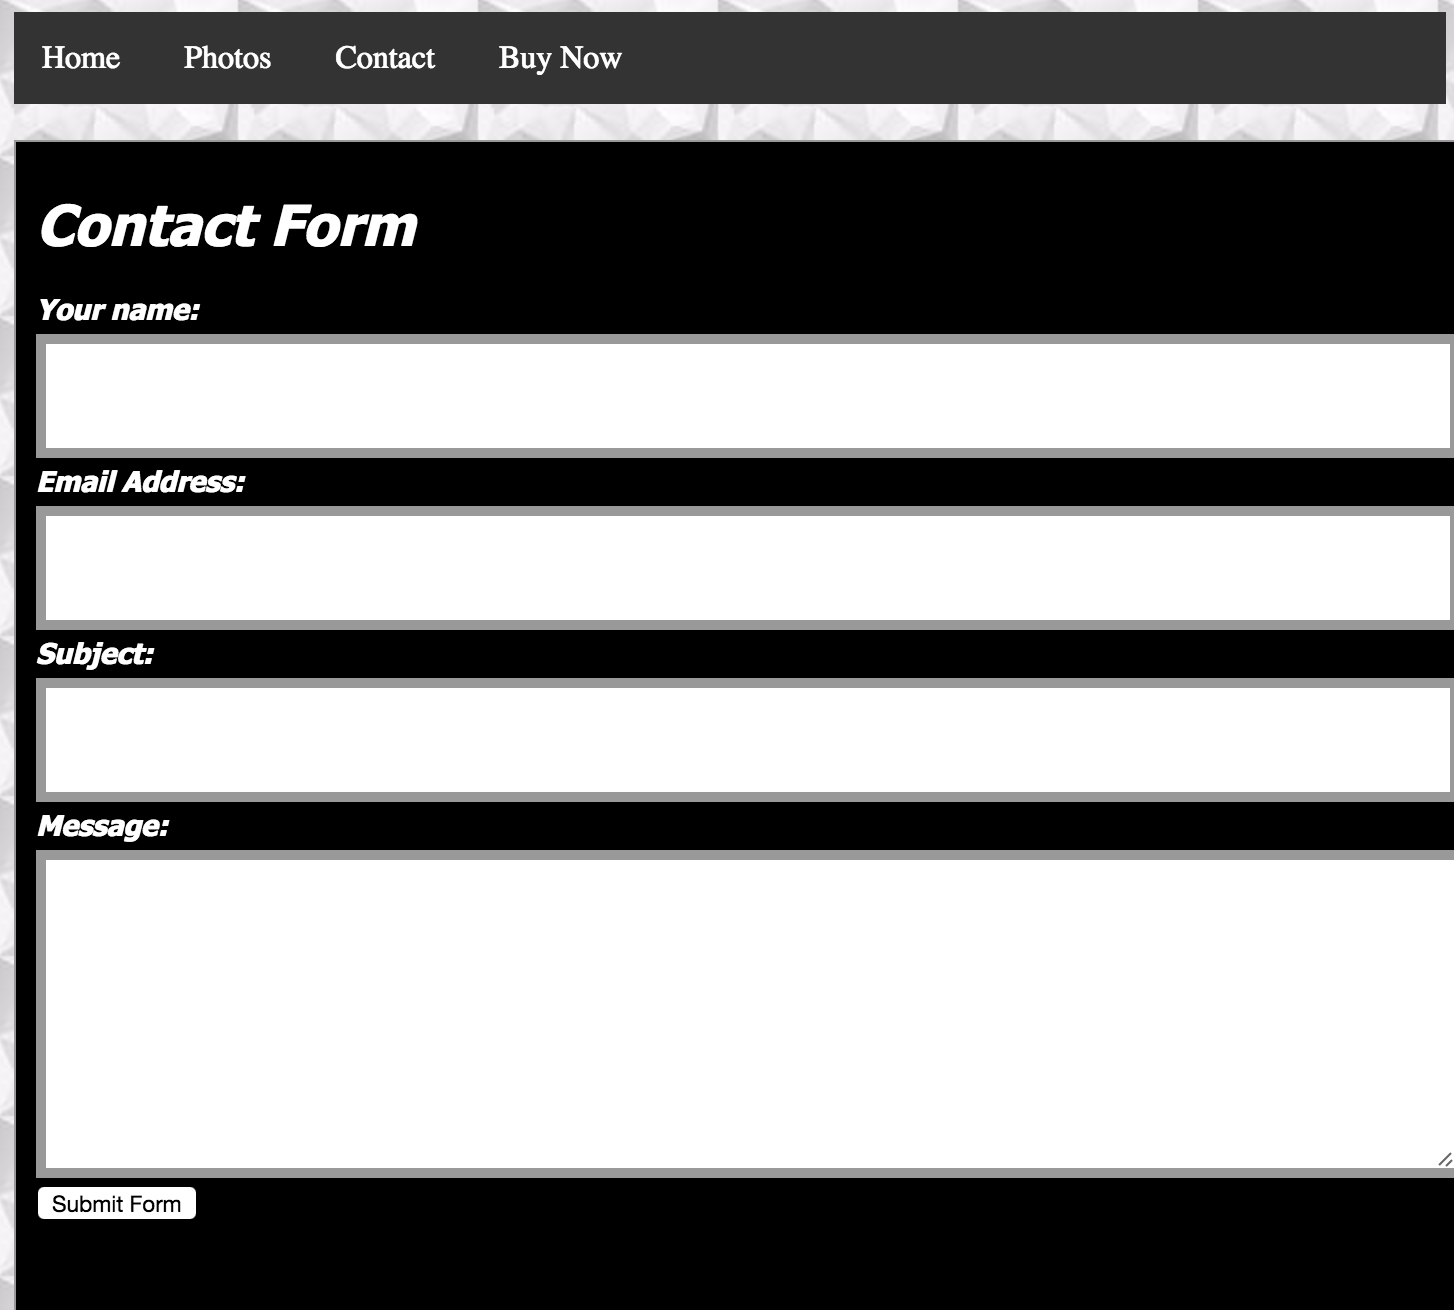 Home Photos Contact Buy Now
Contact Form
Your name:
Email Address:
Subject:
Message:
Submit Form